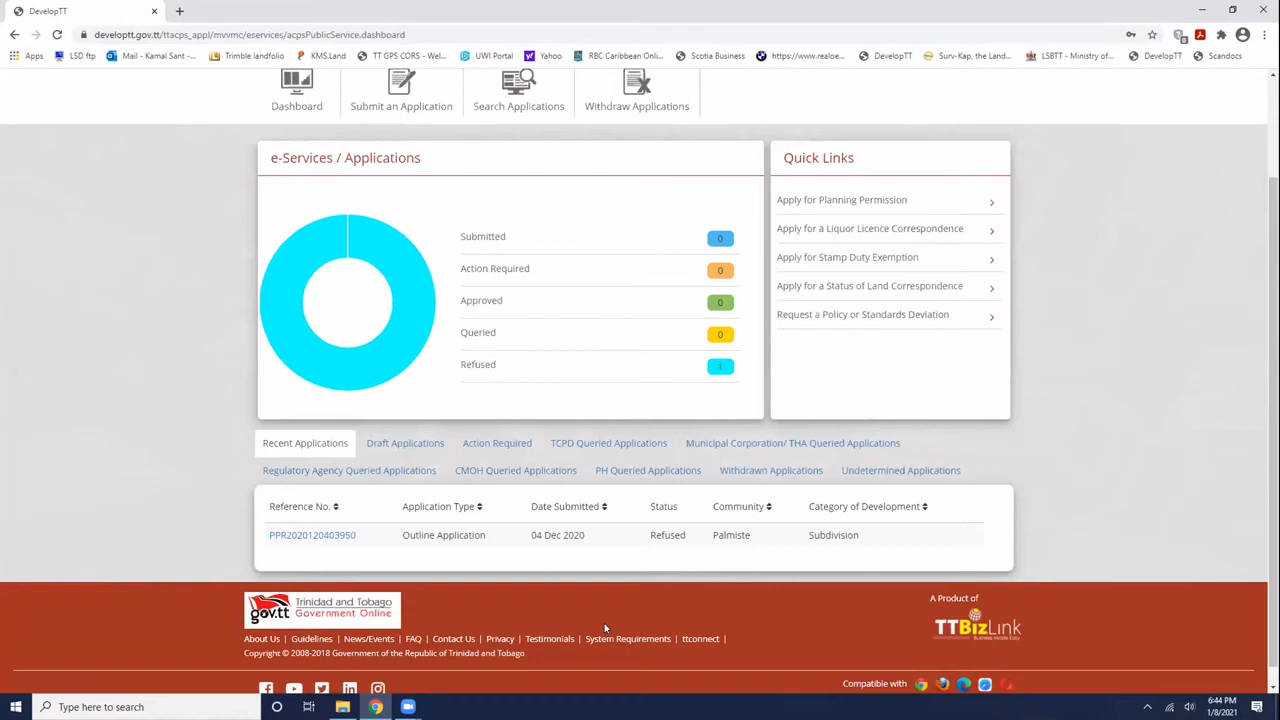 DevelopTT
developtt.gov.tt/ttacps_appl/mvvmc/eservices/acpsPublicService.dashboard
Apps LSD ftp Mail - Kamal Sant -... Trimble landfolio KMS.Land TT GPS CORS - Wel... UWI Portal Yahoo RBC Caribbean Onli... Scotia Business https://www.realoe... DevelopTT Surv-Kap, the Land... LSBTT - Ministry of... DevelopTT Scandocs
Dashboard Submit an Application Search Applications Withdraw Applications
e-Services / Applications
Submitted 0
Action Required 0
Approved 0
Queried 0
Refused 1
Quick Links
Apply for Planning Permission
Apply for a Liquor Licence Correspondence
Apply for Stamp Duty Exemption
Apply for a Status of Land Correspondence
Request a Policy or Standards Deviation
Recent Applications Draft Applications Action Required TCPD Queried Applications Municipal Corporation/ THA Queried Applications
Regulatory Agency Queried Applications CMOH Queried Applications PH Queried Applications Withdrawn Applications Undetermined Applications
Reference No. Application Type Date Submitted Status Community Category of Development
PPR2020120403950 Outline Application 04 Dec 2020 Refused Palmiste Subdivision
gov.tt Trinidad and Tobago
Government Online
A Product of
TTBizLink
Business Made Easy
About Us | Guidelines | News/Events | FAQ | Contact Us | Privacy | Testimonials | System Requirements | ttconnect |
Copyright © 2008-2018 Government of the Republic of Trinidad and Tobago
Compatible with
Type here to search
6:44 PM
1/8/2021